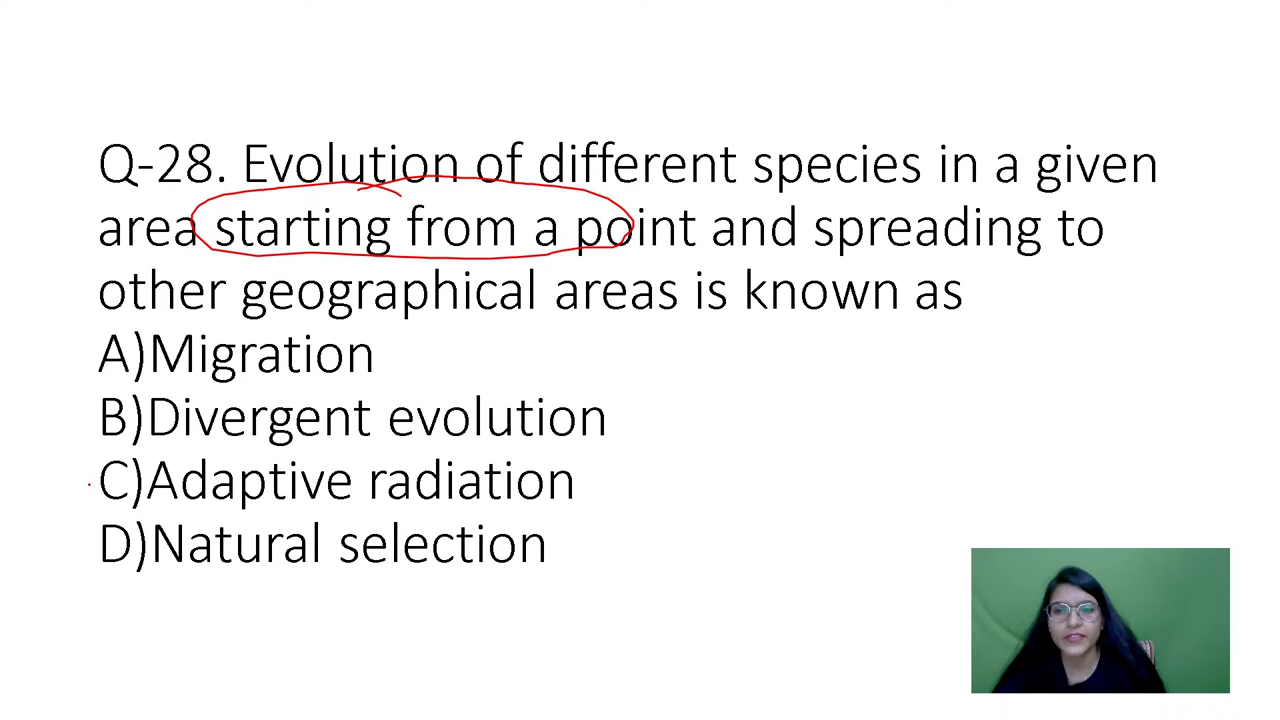 Q-28. Evolution of different species in a given
area starting from a point and spreading to
other geographical areas is known as
A)Migration
B)Divergent evolution
C)Adaptive radiation
D)Natural selection